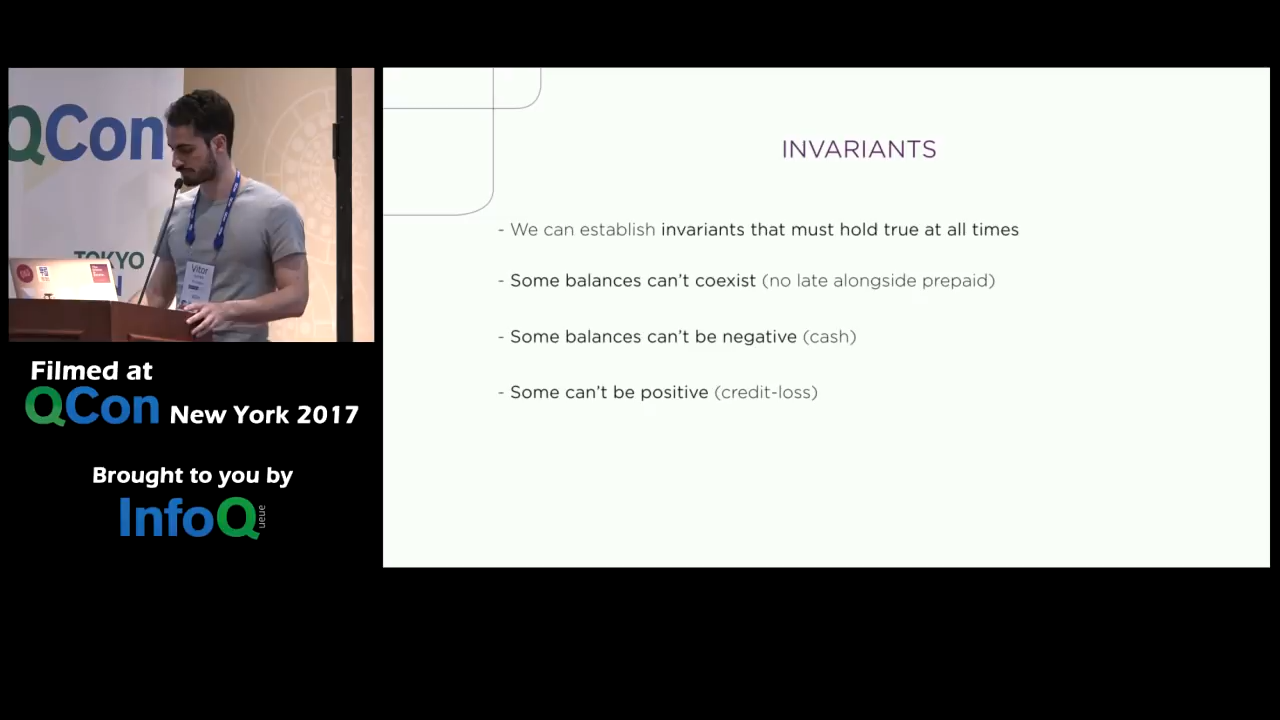 QCon
TOKYO
Vitor
Filmed at
QCon New York 2017
Brought to you by
InfoQ
ueue
INVARIANTS
- We can establish invariants that must hold true at all times
- Some balances can't coexist (no late alongside prepaid)
- Some balances can't be negative (cash)
- Some can't be positive (credit-loss)